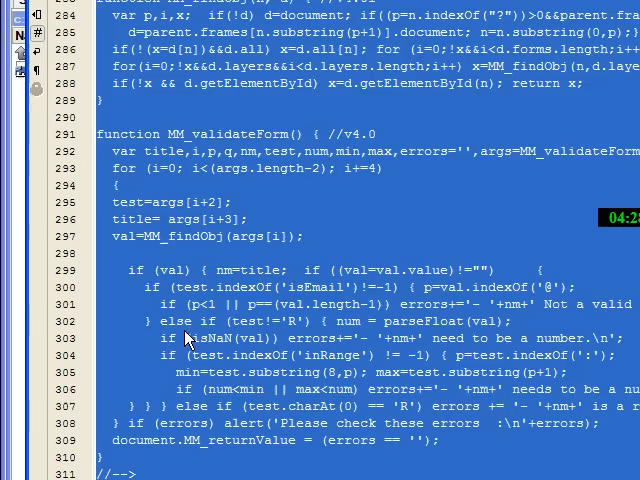 function MM_findObj(n, d) { //v4.01
284 var p,i,x; if(!d) d=document; if((p=n.indexOf("?"))>0&&parent.fram
285 d=parent.frames[n.substring(p+1)].document; n=n.substring(0,p);}
286 if(!(x=d[n])&&d.all) x=d.all[n]; for (i=0;!x&&i<d.forms.length;i++
287 for(i=0;!x&&d.layers&&i<d.layers.length;i++) x=MM_findObj(n,d.layer
288 if(!x && d.getElementById) x=d.getElementById(n); return x;
289 }
290
291 function MM_validateForm() { //v4.0
292 var title,i,p,q,nm,test,num,min,max,errors='',args=MM_validateForm
293 for (i=0; i<(args.length-2); i+=4)
294 {
295 test=args[i+2];
296 title= args[i+3];
04:28
297 val=MM_findObj(args[i]);
298
299 if (val) { nm=title; if ((val=val.value)!="") {
300 if (test.indexOf('isEmail')!=-1) { p=val.indexOf('@');
301 if (p<1 || p==(val.length-1)) errors+='- '+nm+' Not a valid
302 } else if (test!='R') { num = parseFloat(val);
303 if isNaN(val)) errors+='- '+nm+' need to be a number.\n';
304 if (test.indexOf('inRange') != -1) { p=test.indexOf(':');
305 min=test.substring(8,p); max=test.substring(p+1);
306 if (num<min || max<num) errors+='- '+nm+' needs to be a nu
307 } } } else if (test.charAt(0) == 'R') errors += '- '+nm+' is a r
308 } if (errors) alert('Please check these errors :\n'+errors);
309 document.MM_returnValue = (errors == '');
310 }
311 //-->